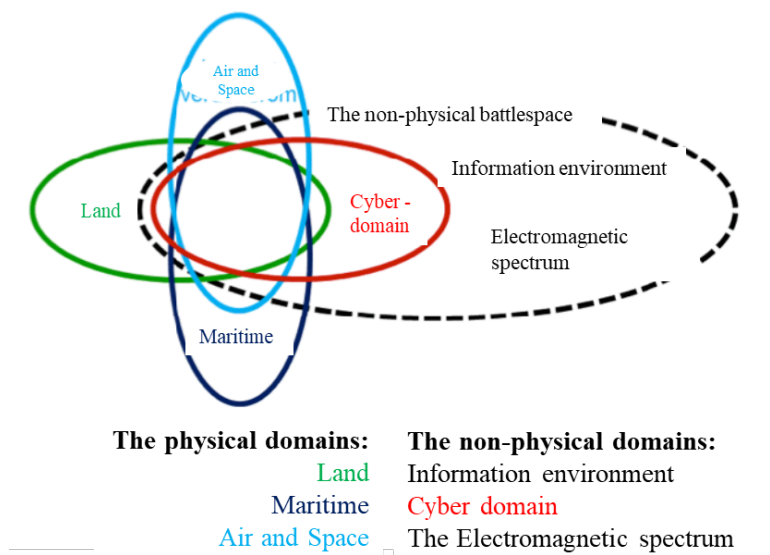 Air and
Space
The non-physical battlespace
Information environment
Land
Cyber -
domain
Electromagnetic
spectrum
Maritime
The physical domains:
Land
Maritime
Air and Space
The non-physical domains:
Information environment
Cyber domain
The Electromagnetic spectrum